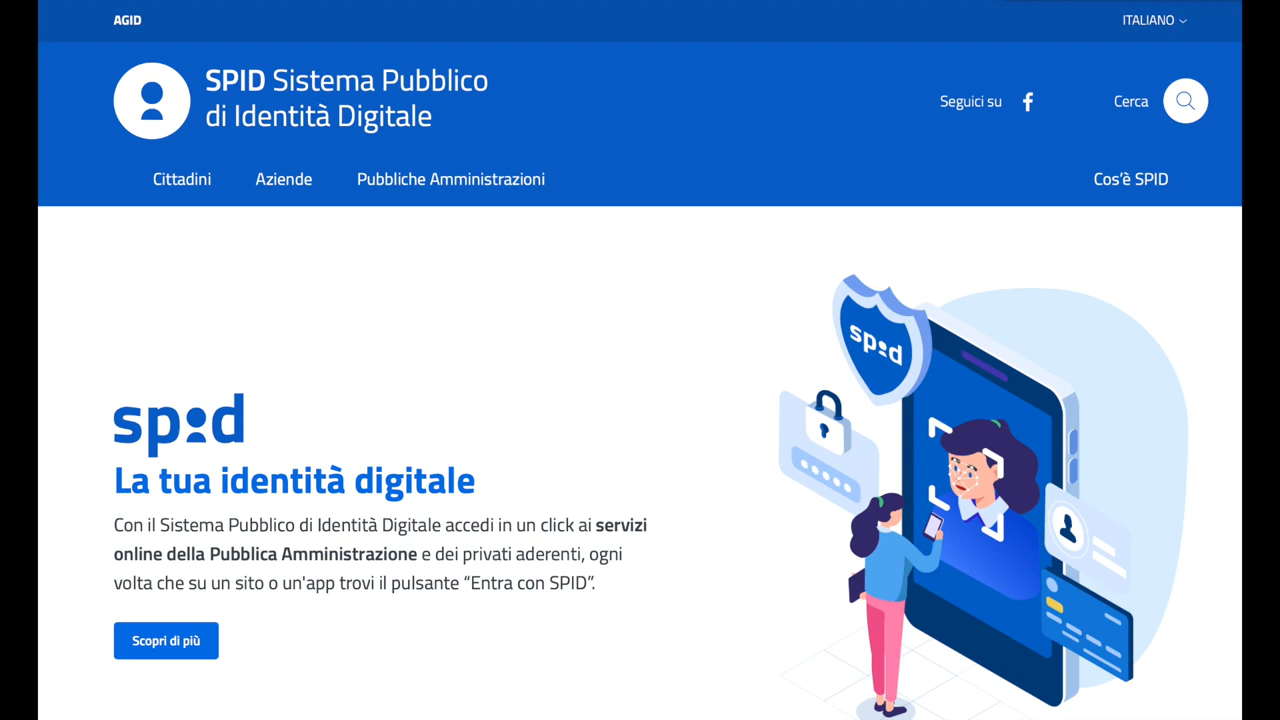 AGID
ITALIANO
SPID Sistema Pubblico
di Identità Digitale
Seguici su
Cerca
Cittadini
Aziende
Pubbliche Amministrazioni
Cos'è SPID
spid
spid
La tua identità digitale
Con il Sistema Pubblico di Identità Digitale accedi in un click ai servizi
online della Pubblica Amministrazione e dei privati aderenti, ogni
volta che su un sito o un'app trovi il pulsante “Entra con SPID”.
Scopri di più